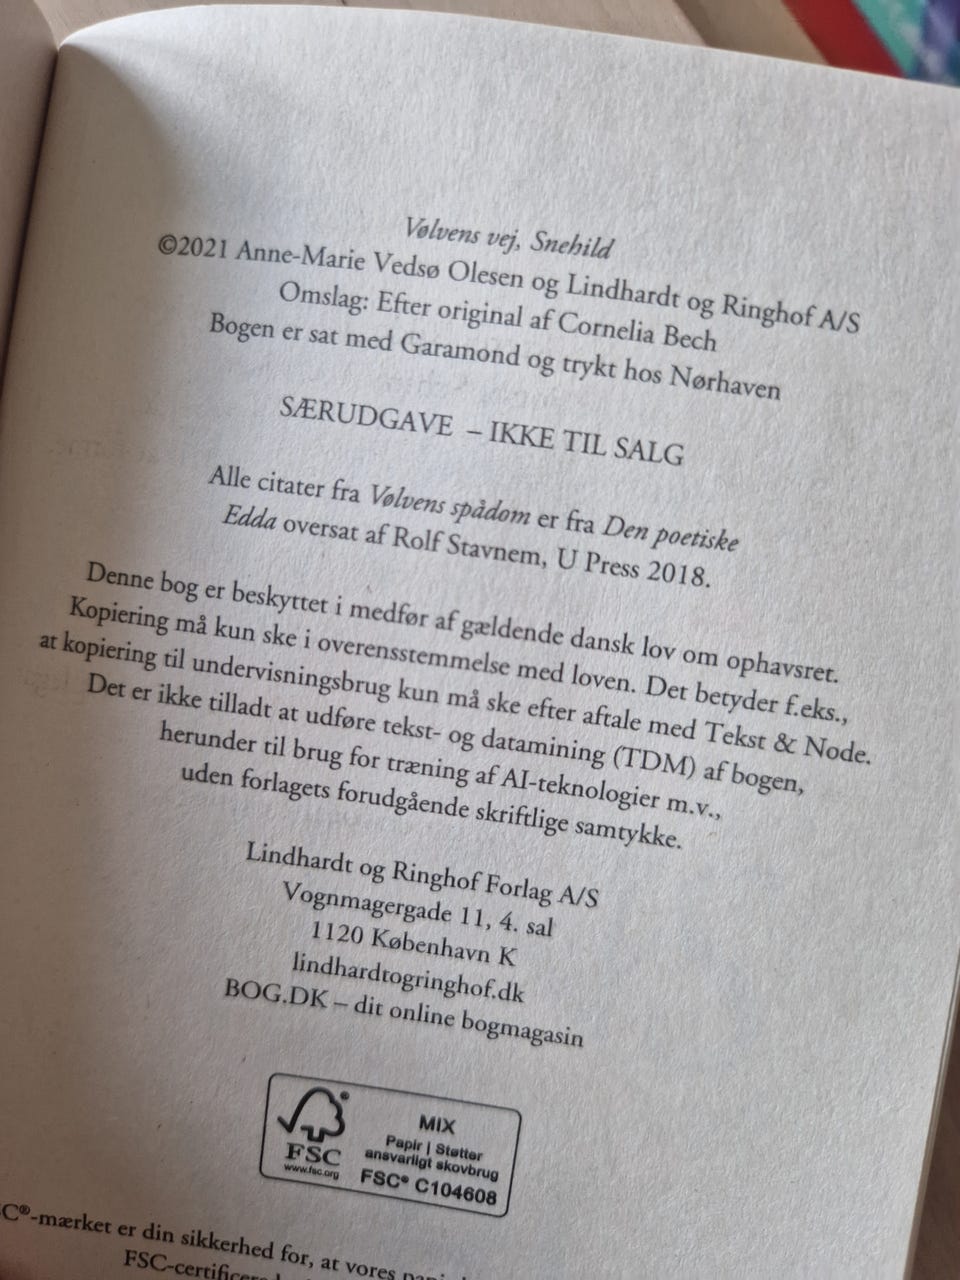 Vølvens vej, Snehild
©2021 Anne-Marie Vedsø Olesen og Lindhardt og Ringhof A/S
Omslag: Efter original af Cornelia Bech
Bogen er sat med Garamond og trykt hos Nørhaven
SÆRUDGAVE – IKKE TIL SALG
Alle citater fra Vølvens spådom er fra Den poetiske
Edda oversat af Rolf Stavnem, U Press 2018.
Denne bog er beskyttet i medfør af gældende dansk lov om ophavsret.
Kopiering må kun ske i overensstemmelse med loven. Det betyder f.eks.,
at kopiering til undervisningsbrug kun må ske efter aftale med Tekst & Node.
Det er ikke tilladt at udføre tekst- og datamining (TDM) af bogen,
herunder til brug for træning af AI-teknologier m.v.,
uden forlagets forudgående skriftlige samtykke.
Lindhardt og Ringhof Forlag A/S
Vognmagergade 11, 4. sal
1120 København K
lindhardtogringhof.dk
BOG.DK – dit online bogmagasin
FSC
www.fsc.org
MIX
Papir | Støtter
ansvarligt skovbrug
FSC® C104608
C®-mærket er din sikkerhed for, at vores